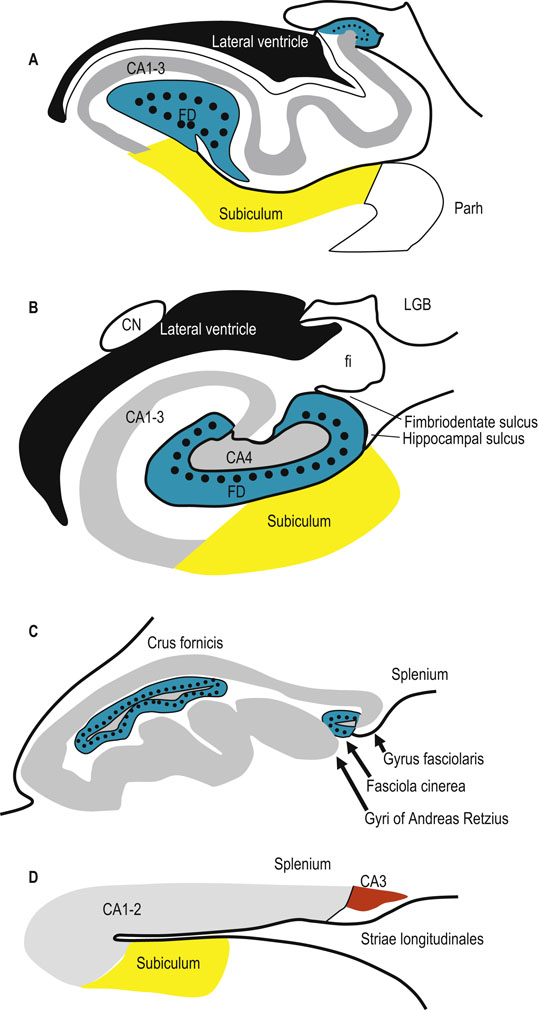 A
Lateral ventricle
CA1-3
FD
Subiculum
Parh
B
CN
Lateral ventricle
LGB
fi
CA1-3
Fimbriodentate sulcus
Hippocampal sulcus
CA4
FD
Subiculum
C
Crus fornicis
Splenium
Gyrus fasciolaris
Fasciola cinerea
Gyri of Andreas Retzius
D
Splenium
CA3
CA1-2
Striae longitudinales
Subiculum